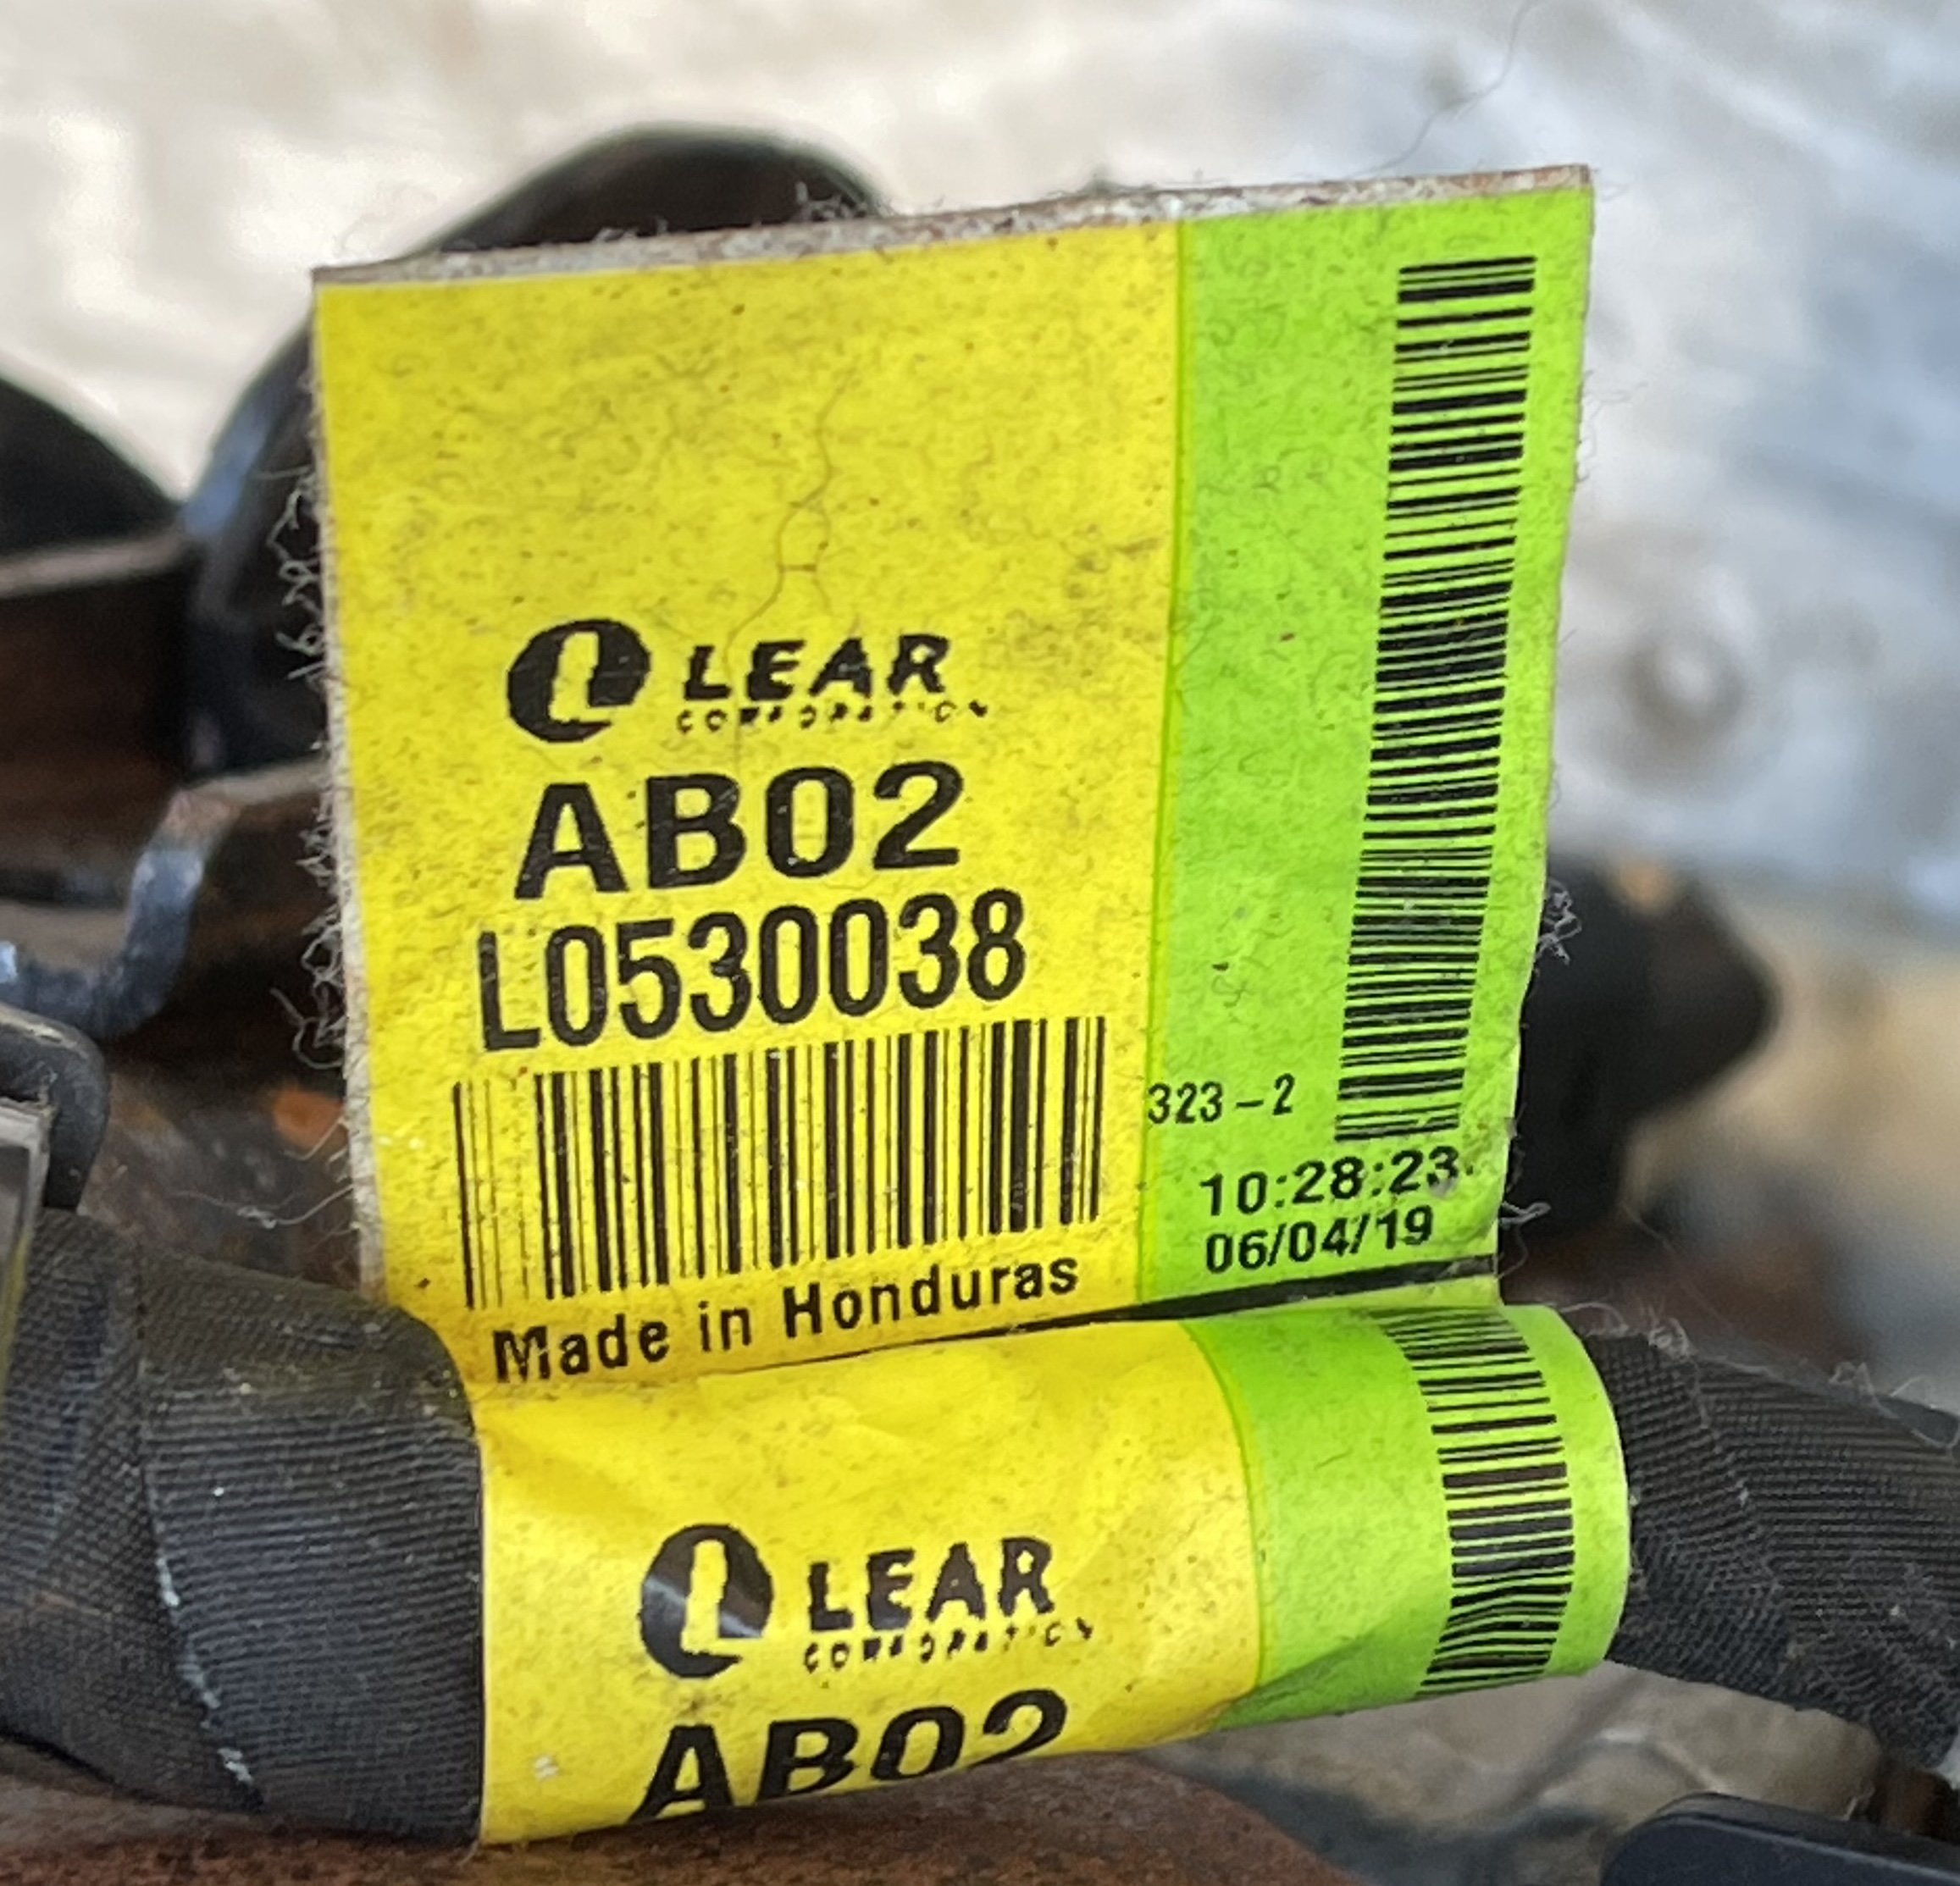 LEAR
CORPORATION
AB02
L0530038
Made in Honduras
323-2
10:28:23
06/04/19
LEAR
CORPORATION
AB02